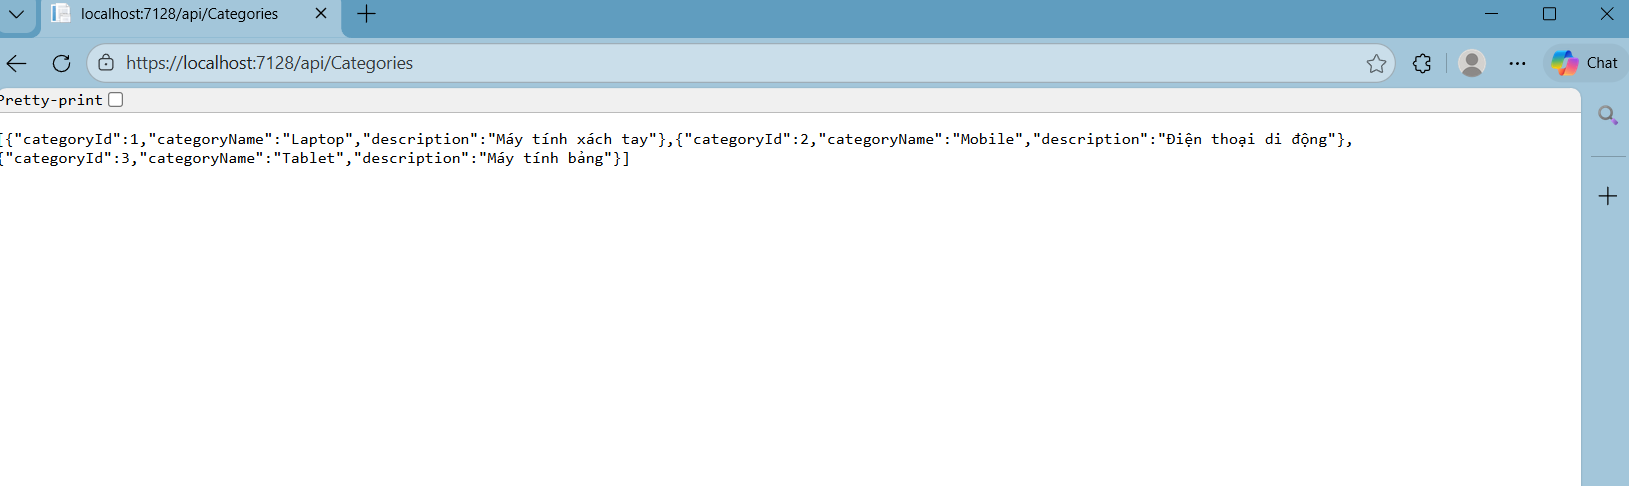 localhost:7128/api/Categories
https://localhost:7128/api/Categories
Chat
Pretty-print
[{"categoryId":1,"categoryName":"Laptop","description":"Máy tính xách tay"},{"categoryId":2,"categoryName":"Mobile","description":"Điện thoại di động"},
{"categoryId":3,"categoryName":"Tablet","description":"Máy tính bảng"}]